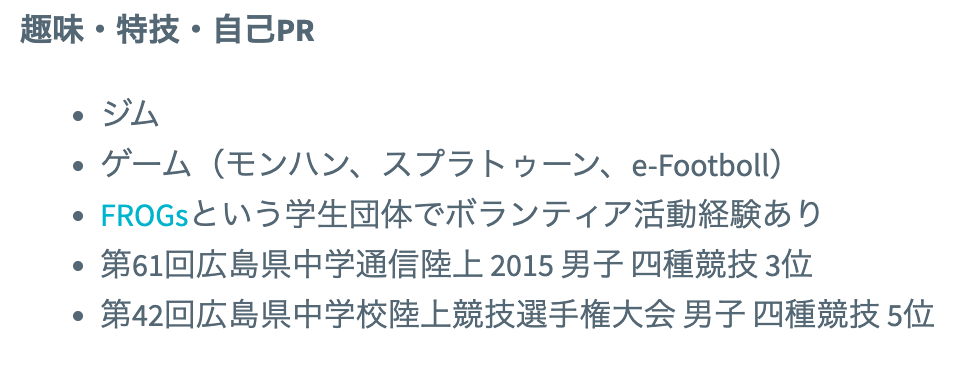 趣味・特技・自己PR
• ジム
• ゲーム（モンハン、スプラトゥーン、e-Footboll）
• FROGsという学生団体でボランティア活動経験あり
• 第61回広島県中学通信陸上 2015 男子 四種競技 3位
• 第42回広島県中学校陸上競技選手権大会 男子 四種競技 5位